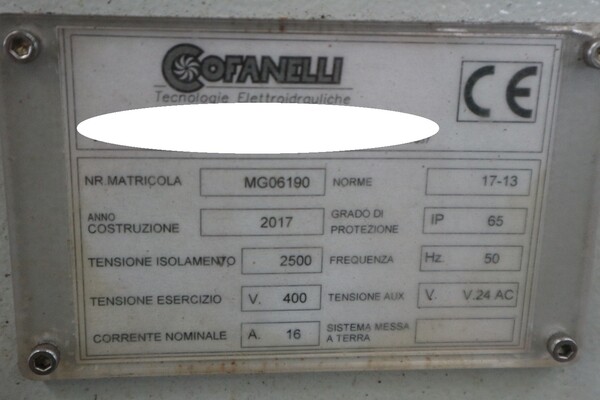 COFANELLI
Tecnologie Elettroidrauliche
CE
NR MATRICOLA MG06190 NORME 17-13
ANNO COSTRUZIONE 2017 GRADO DI PROTEZIONE IP 65
TENSIONE ISOLAMENTO V. 2500 FREQUENZA Hz. 50
TENSIONE ESERCIZIO V. 400 TENSIONE AUX V. V.24 AC
CORRENTE NOMINALE A. 16 SISTEMA MESSA A TERRA